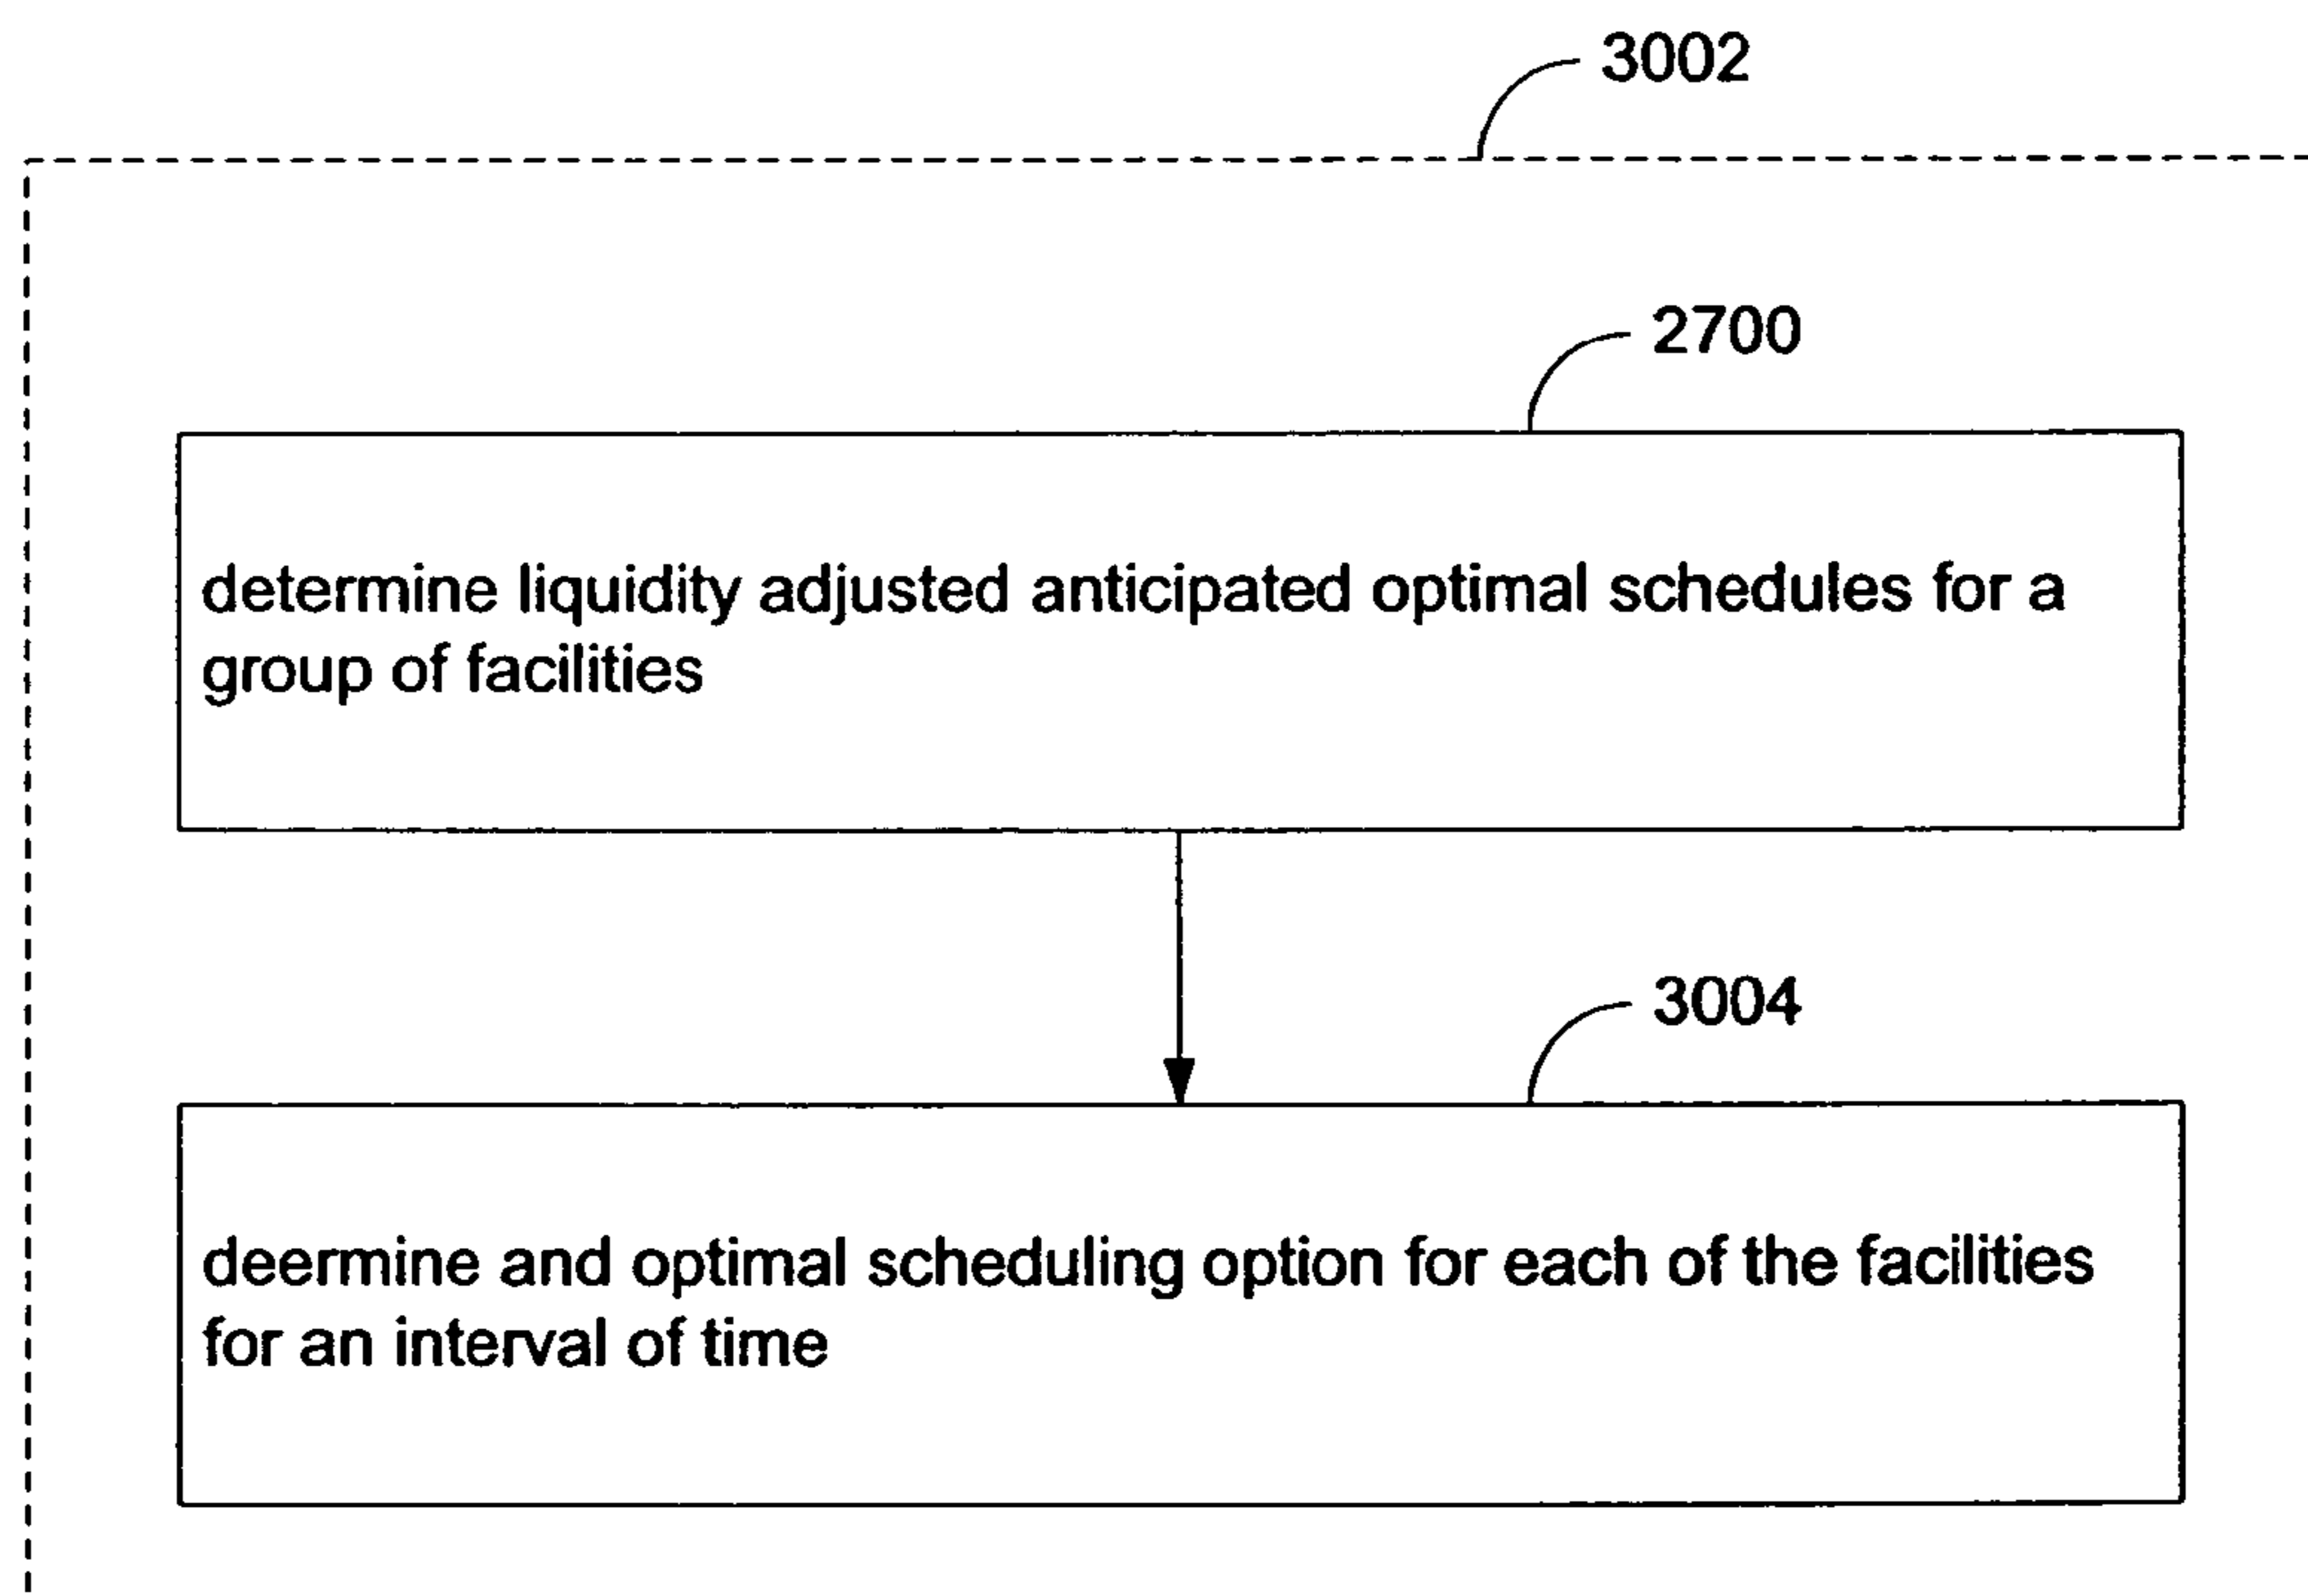 3002
2700
determine liquidity adjusted anticipated optimal schedules for a
group of facilities
3004
deermine and optimal scheduling option for each of the facilities
for an interval of time